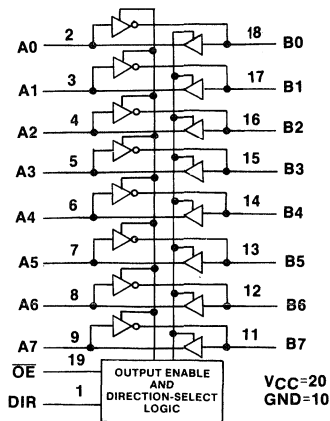 A0 2 18 B0
A1 3 17 B1
A2 4 16 B2
A3 5 15 B3
A4 6 14 B4
A5 7 13 B5
A6 8 12 B6
A7 9 11 B7
OE 19
DIR 1
OUTPUT ENABLE
AND
DIRECTION-SELECT
LOGIC
VCC=20
GND=10